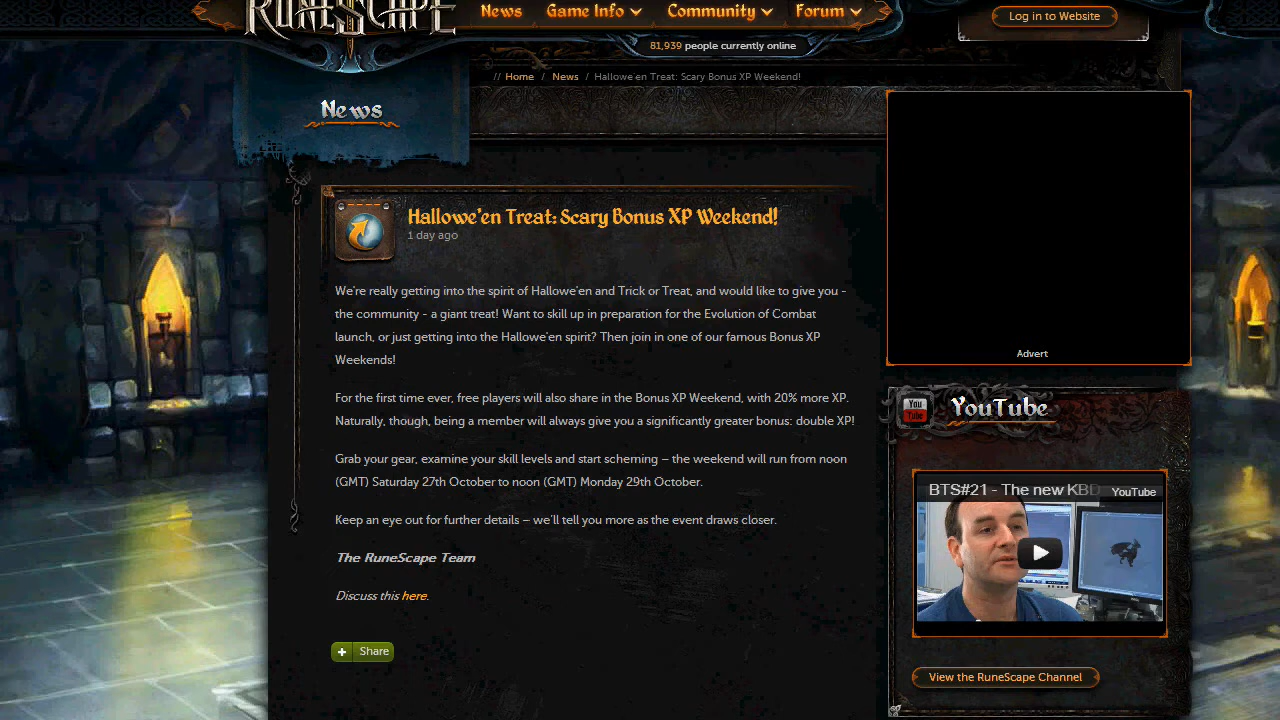 RUNESCAPE
News
Game Info
Community
Forum
Log in to Website
81,939 people currently online
// Home / News / Hallowe'en Treat: Scary Bonus XP Weekend!
News
Hallowe'en Treat: Scary Bonus XP Weekend!
1 day ago
We're really getting into the spirit of Hallowe'en and Trick or Treat, and would like to give you -
the community - a giant treat! Want to skill up in preparation for the Evolution of Combat
launch, or just getting into the Hallowe'en spirit? Then join in one of our famous Bonus XP
Weekends!
For the first time ever, free players will also share in the Bonus XP Weekend, with 20% more XP.
Naturally, though, being a member will always give you a significantly greater bonus: double XP!
Grab your gear, examine your skill levels and start scheming – the weekend will run from noon
(GMT) Saturday 27th October to noon (GMT) Monday 29th October.
Keep an eye out for further details – we'll tell you more as the event draws closer.
The RuneScape Team
Discuss this here.
+ Share
Advert
You
Tube
YouTube
BTS#21 - The new KBD
YouTube
View the RuneScape Channel